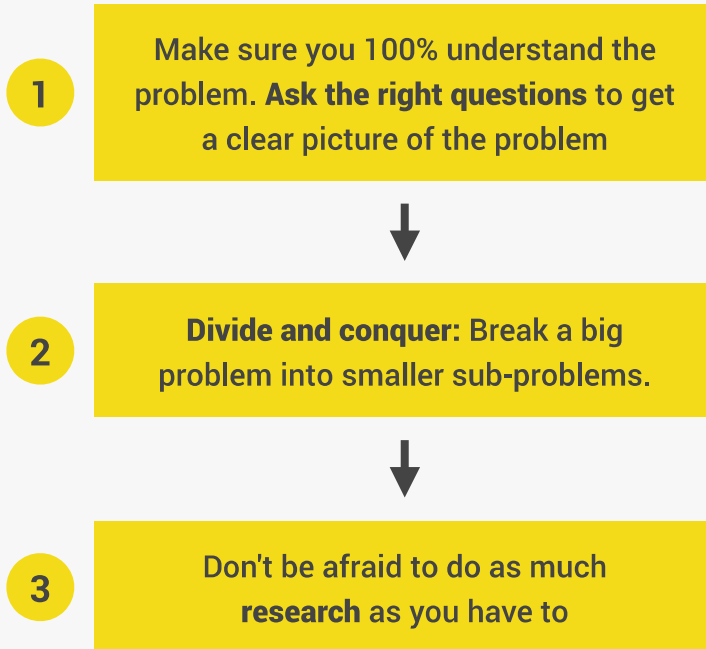 1
Make sure you 100% understand the
problem. Ask the right questions to get
a clear picture of the problem
2
Divide and conquer: Break a big
problem into smaller sub-problems.
3
Don't be afraid to do as much
research as you have to